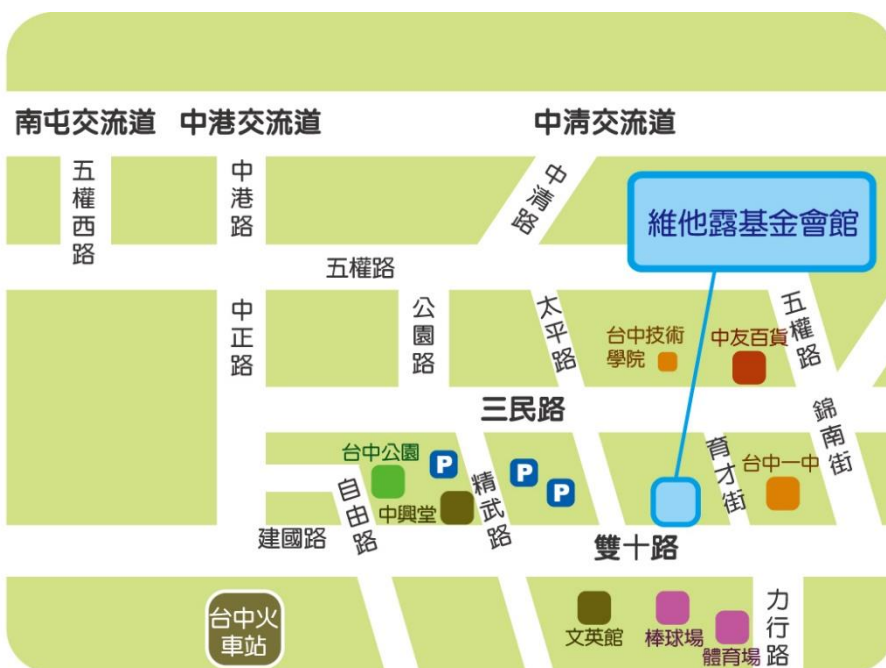 南屯交流道
中港交流道
中清交流道
五權西路
中港路
中清路
維他露基金會館
五權路
中正路
公園路
太平路
台中技術
學院
中友百貨
五權路
三民路
錦南街
台中公園
P
P
P
精武路
育才街
台中一中
自由路
中興堂
建國路
雙十路
台中火
車站
文英館
棒球場
體育場
力行路